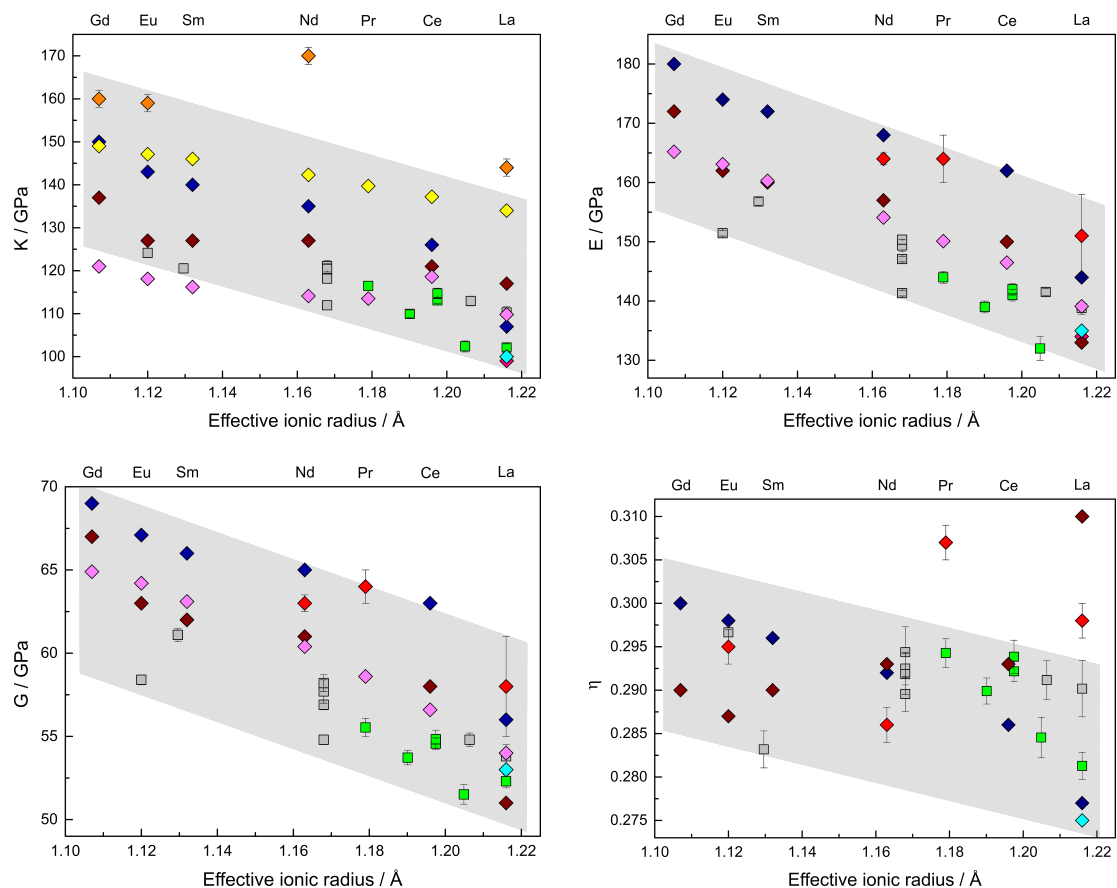 Gd Eu Sm Nd Pr Ce La
170
160
150
140
130
120
110
100
K / GPa
1.10 1.12 1.14 1.16 1.18 1.20 1.22
Effective ionic radius / Å
Gd Eu Sm Nd Pr Ce La
180
170
160
150
140
130
E / GPa
1.10 1.12 1.14 1.16 1.18 1.20 1.22
Effective ionic radius / Å
Gd Eu Sm Nd Pr Ce La
70
65
60
55
50
G / GPa
1.10 1.12 1.14 1.16 1.18 1.20 1.22
Effective ionic radius / Å
Gd Eu Sm Nd Pr Ce La
0.310
0.305
0.300
0.295
0.290
0.285
0.280
0.275
η
1.10 1.12 1.14 1.16 1.18 1.20 1.22
Effective ionic radius / Å